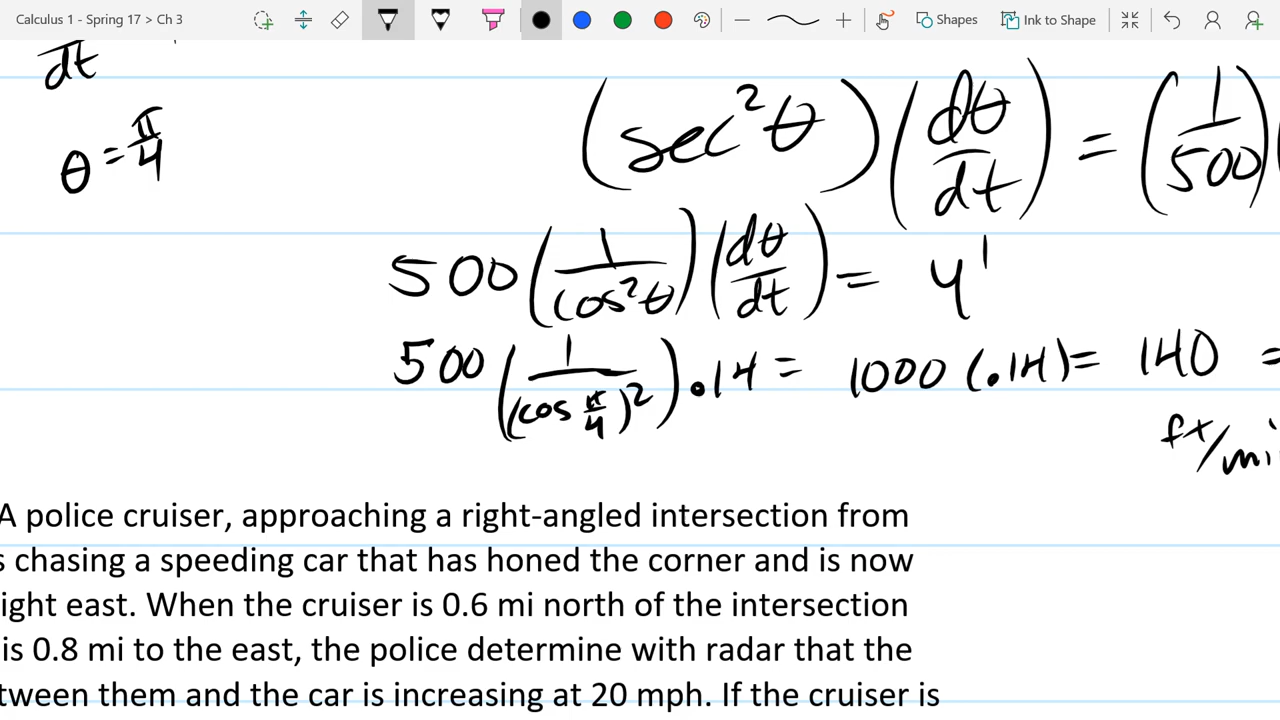 Calculus 1 - Spring 17 > Ch 3
Shapes
Ink to Shape
dt
θ = π/4
(sec²θ)(dθ/dt) = (1/500)(
500(1/cos²θ)(dθ/dt) = y'
500(1/(cos π/4)²).14 = 1000(.14) = 140 =
ft/mi
A police cruiser, approaching a right-angled intersection from
s chasing a speeding car that has honed the corner and is now
ight east. When the cruiser is 0.6 mi north of the intersection
is 0.8 mi to the east, the police determine with radar that the
tween them and the car is increasing at 20 mph. If the cruiser is